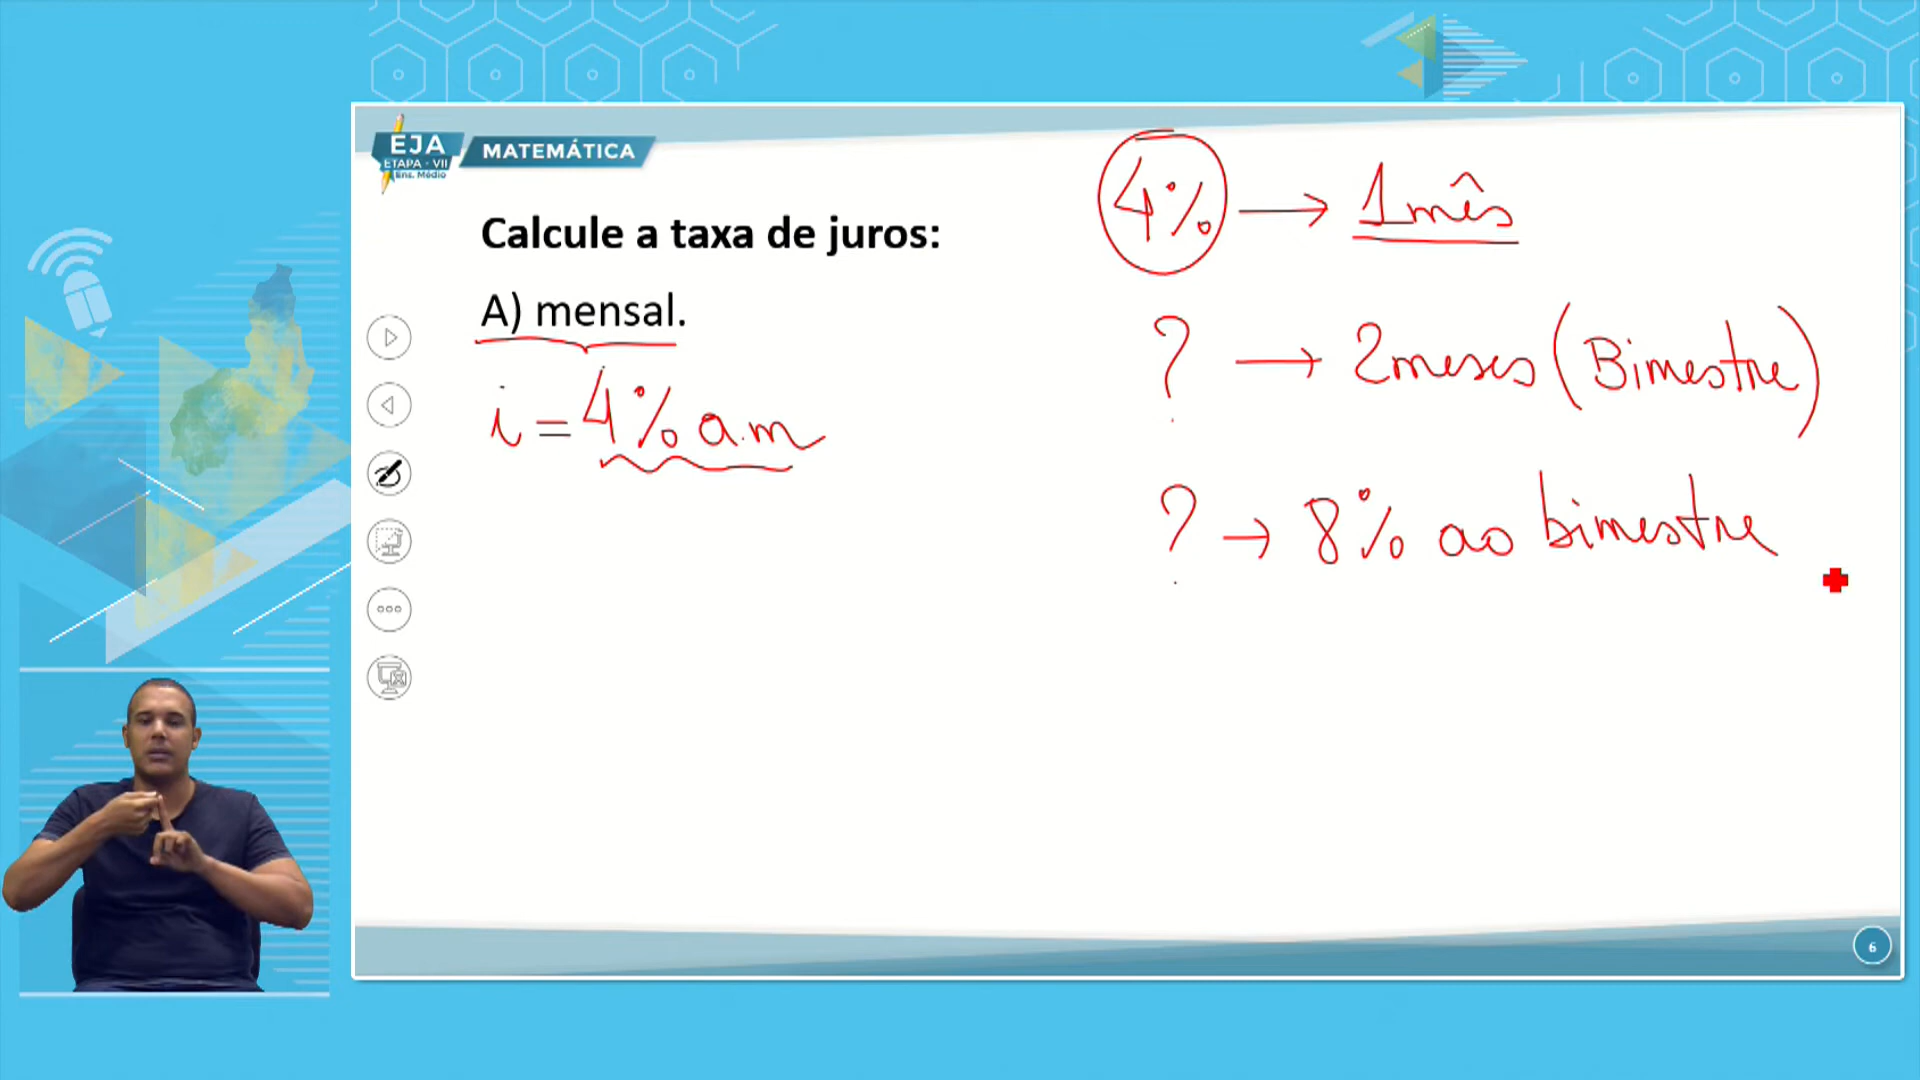 EJA
ETAPA - VII
Ens. Médio
MATEMÁTICA
Calcule a taxa de juros:
A) mensal.
i = 4% a.m
4% → 1 mês
? → 2 meses (Bimestre)
? → 8% ao bimestre
6